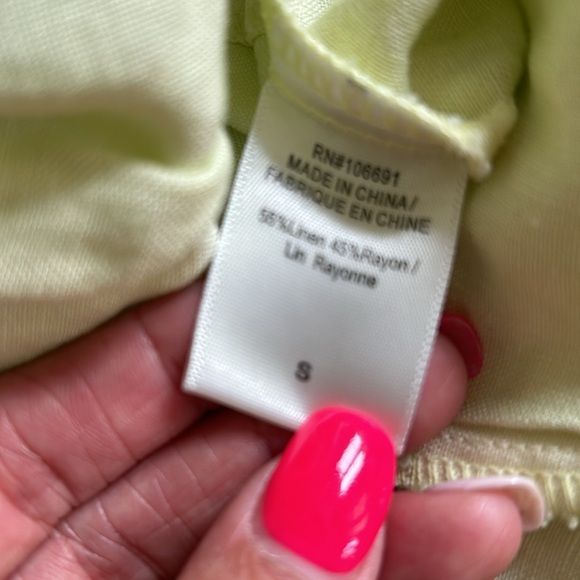 RN#106691
MADE IN CHINA/
FABRIQUE EN CHINE
55%Linen 45%Rayon /
Lin Rayonne
S